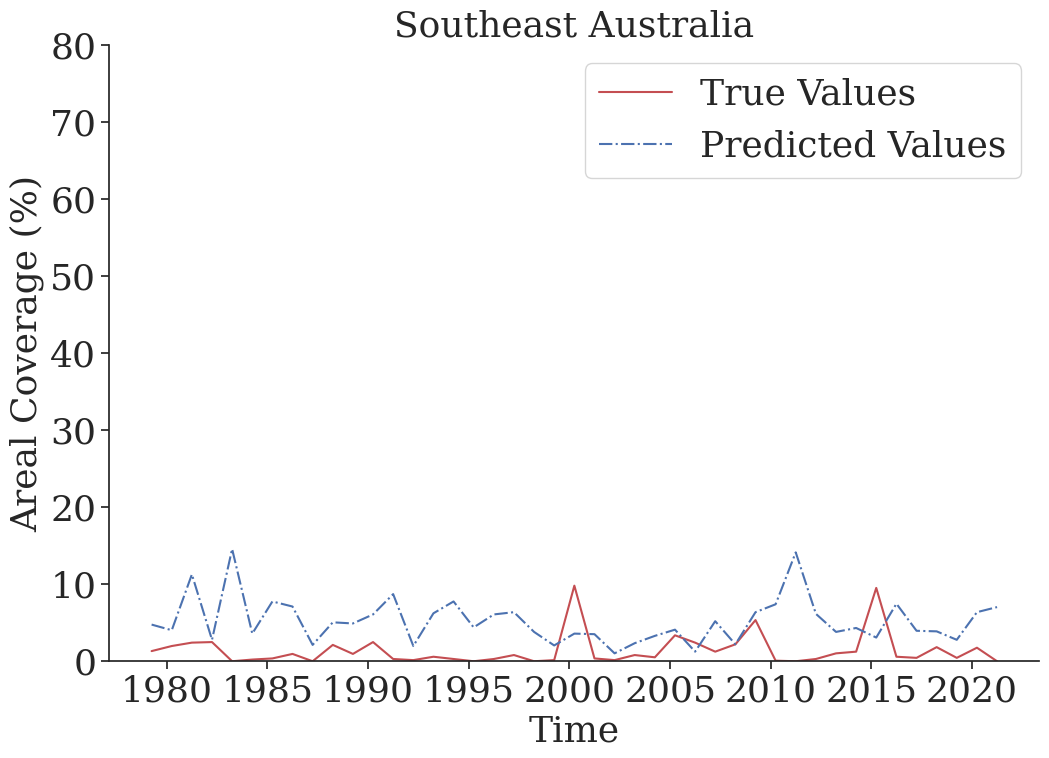 Southeast Australia
True Values
Predicted Values
Areal Coverage (%)
80
70
60
50
40
30
20
10
0
1980 1985 1990 1995 2000 2005 2010 2015 2020
Time